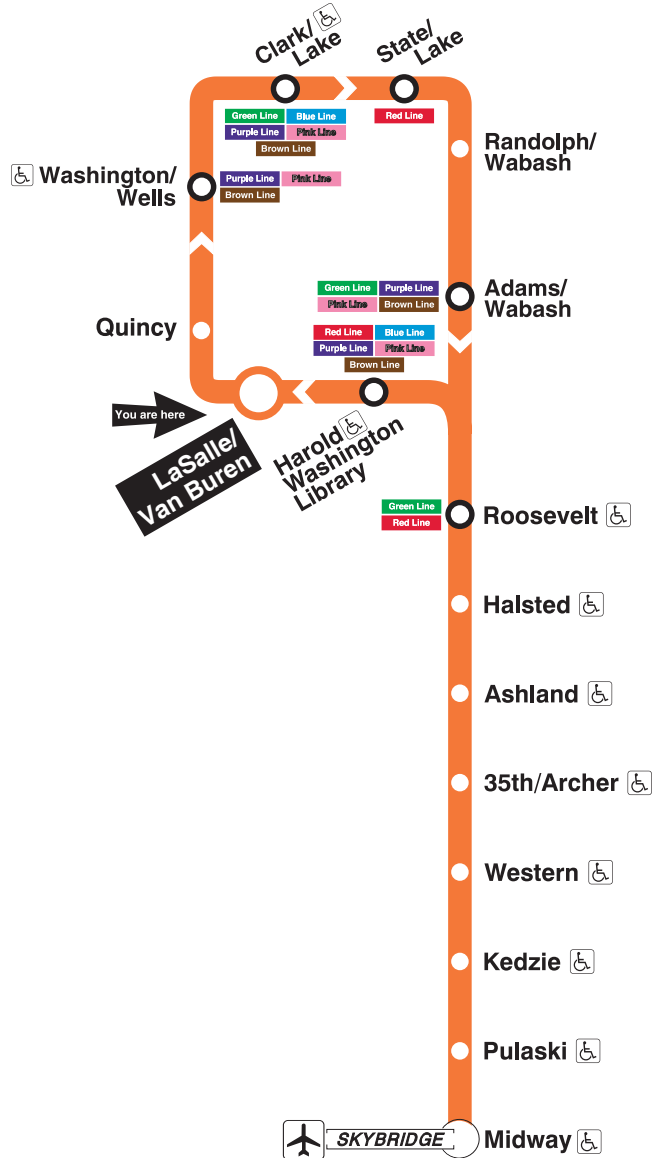 Clark/
Lake
State/
Lake
Green Line
Blue Line
Purple Line
Pink Line
Brown Line
Red Line
Randolph/
Wabash
Washington/
Wells
Purple Line
Pink Line
Brown Line
Green Line
Purple Line
Pink Line
Brown Line
Adams/
Wabash
Quincy
Red Line
Blue Line
Purple Line
Pink Line
Brown Line
You are here
LaSalle/
Van Buren
Harold
Washington
Library
Green Line
Red Line
Roosevelt
Halsted
Ashland
35th/Archer
Western
Kedzie
Pulaski
SKYBRIDGE
Midway